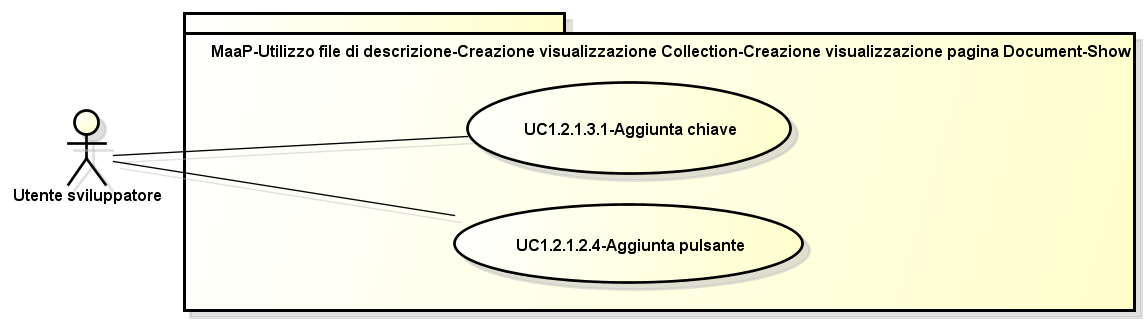 MaaP-Utilizzo file di descrizione-Creazione visualizzazione Collection-Creazione visualizzazione pagina Document-Show
UC1.2.1.3.1-Aggiunta chiave
Utente sviluppatore
UC1.2.1.2.4-Aggiunta pulsante